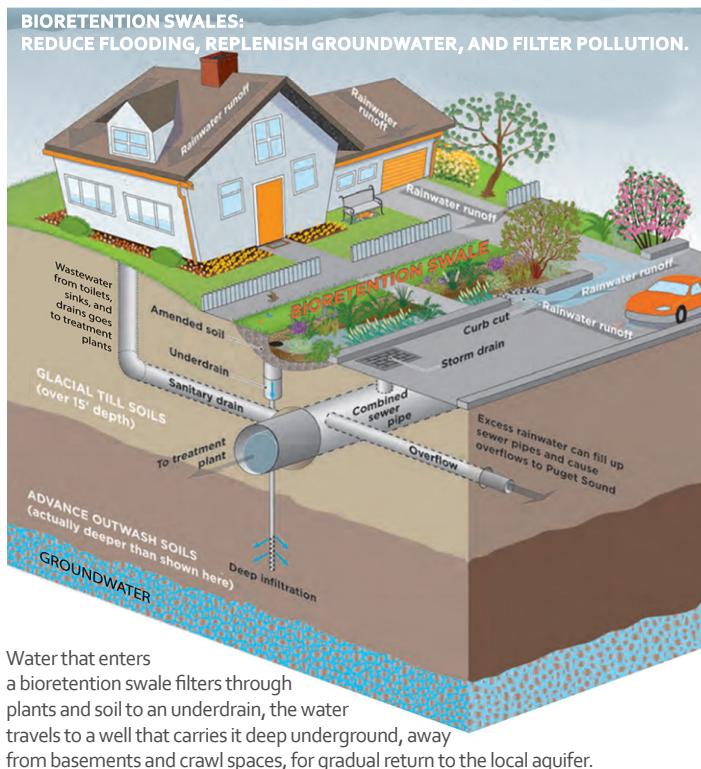 BIORETENTION SWALES:
REDUCE FLOODING, REPLENISH GROUNDWATER, AND FILTER POLLUTION.
Rainwater runoff
Rainwater
runoff
Rainwater runoff
BIORETENTION SWALE
Rainwater runoff
Rainwater runoff
Curb cut
Storm drain
Wastewater
from toilets,
sinks, and
drains goes
to treatment
plants
Amended soil
Underdrain
Sanitary drain
GLACIAL TILL SOILS
(over 15' depth)
Combined
sewer
pipe
To treatment
plant
Overflow
Excess rainwater can fill up
sewer pipes and cause
overflows to Puget Sound
ADVANCE OUTWASH SOILS
(actually deeper than shown here)
Deep infiltration
GROUNDWATER
Water that enters
a bioretention swale filters through
plants and soil to an underdrain, the water
travels to a well that carries it deep underground, away
from basements and crawl spaces, for gradual return to the local aquifer.